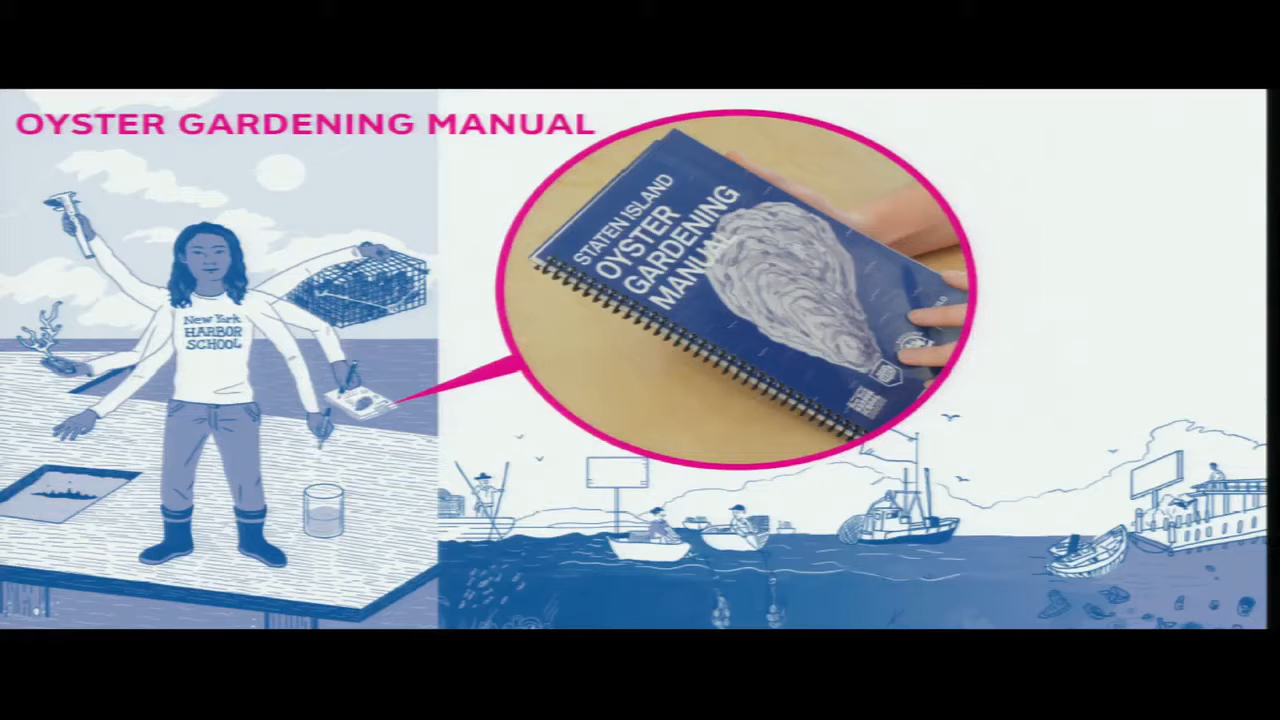 OYSTER GARDENING MANUAL
STATEN ISLAND
OYSTER
GARDENING
MANUAL
New York
HARBOR
SCHOOL